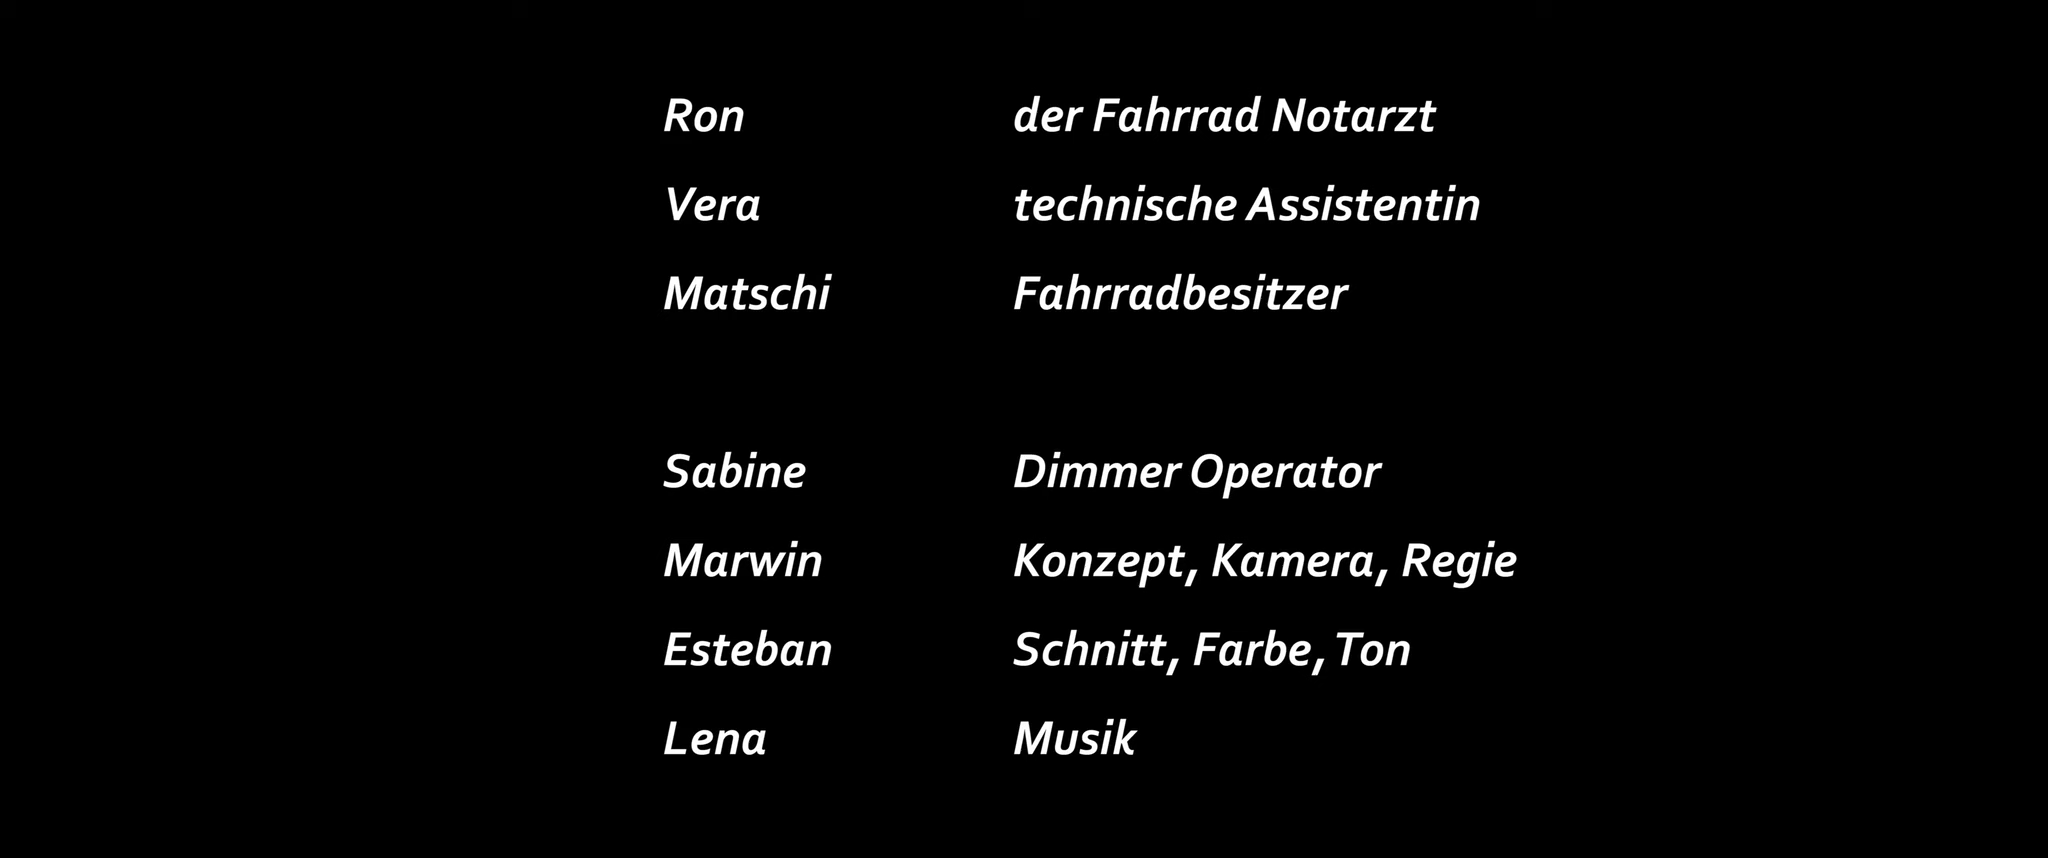 Ron der Fahrrad Notarzt
Vera technische Assistentin
Matschi Fahrradbesitzer
Sabine Dimmer Operator
Marwin Konzept, Kamera, Regie
Esteban Schnitt, Farbe, Ton
Lena Musik